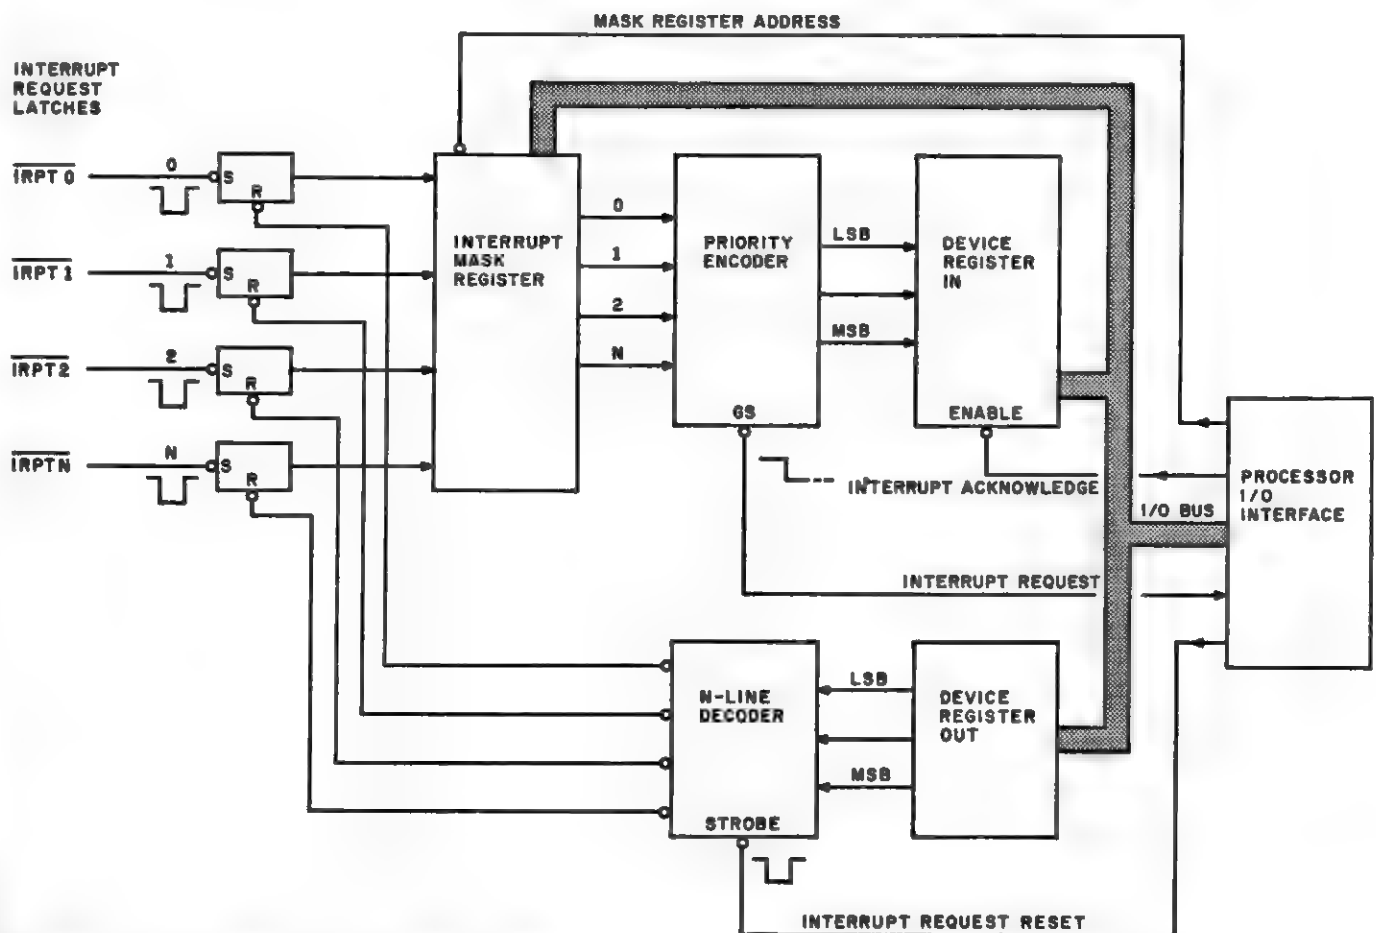 MASK REGISTER ADDRESS
INTERRUPT
REQUEST
LATCHES
IRPT 0
0
S
R
IRPT 1
1
S
R
IRPT 2
2
S
R
IRPT N
N
S
R
INTERRUPT
MASK
REGISTER
0
1
2
N
PRIORITY
ENCODER
GS
LSB
MSB
DEVICE
REGISTER
IN
ENABLE
INTERRUPT ACKNOWLEDGE
I/O BUS
PROCESSOR
I/O
INTERFACE
INTERRUPT REQUEST
N-LINE
DECODER
STROBE
LSB
MSB
DEVICE
REGISTER
OUT
INTERRUPT REQUEST RESET